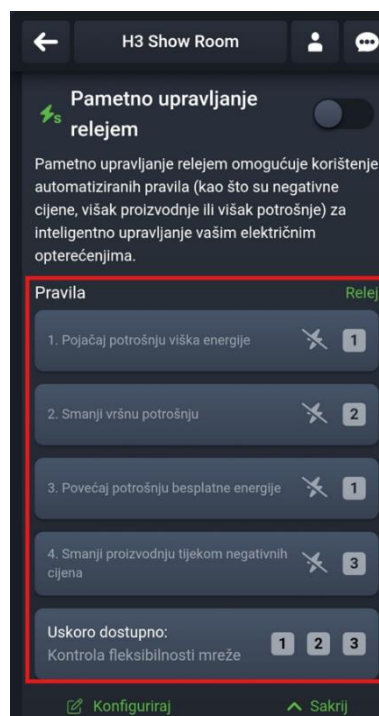 H3 Show Room
Pametno upravljanje
relejem
Pametno upravljanje relejem omogućuje korištenje
automatiziranih pravila (kao što su negativne
cijene, višak proizvodnje ili višak potrošnje) za
inteligentno upravljanje vašim električnim
opterećenjima.
Pravila Relej
1. Pojačaj potrošnju viška energije 1
2. Smanji vršnu potrošnju 2
3. Povećaj potrošnju besplatne energije 1
4. Smanji proizvodnju tijekom negativnih
cijena 3
Uskoro dostupno:
Kontrola fleksibilnosti mreže 1 2 3
Konfiguriraj Sakrij